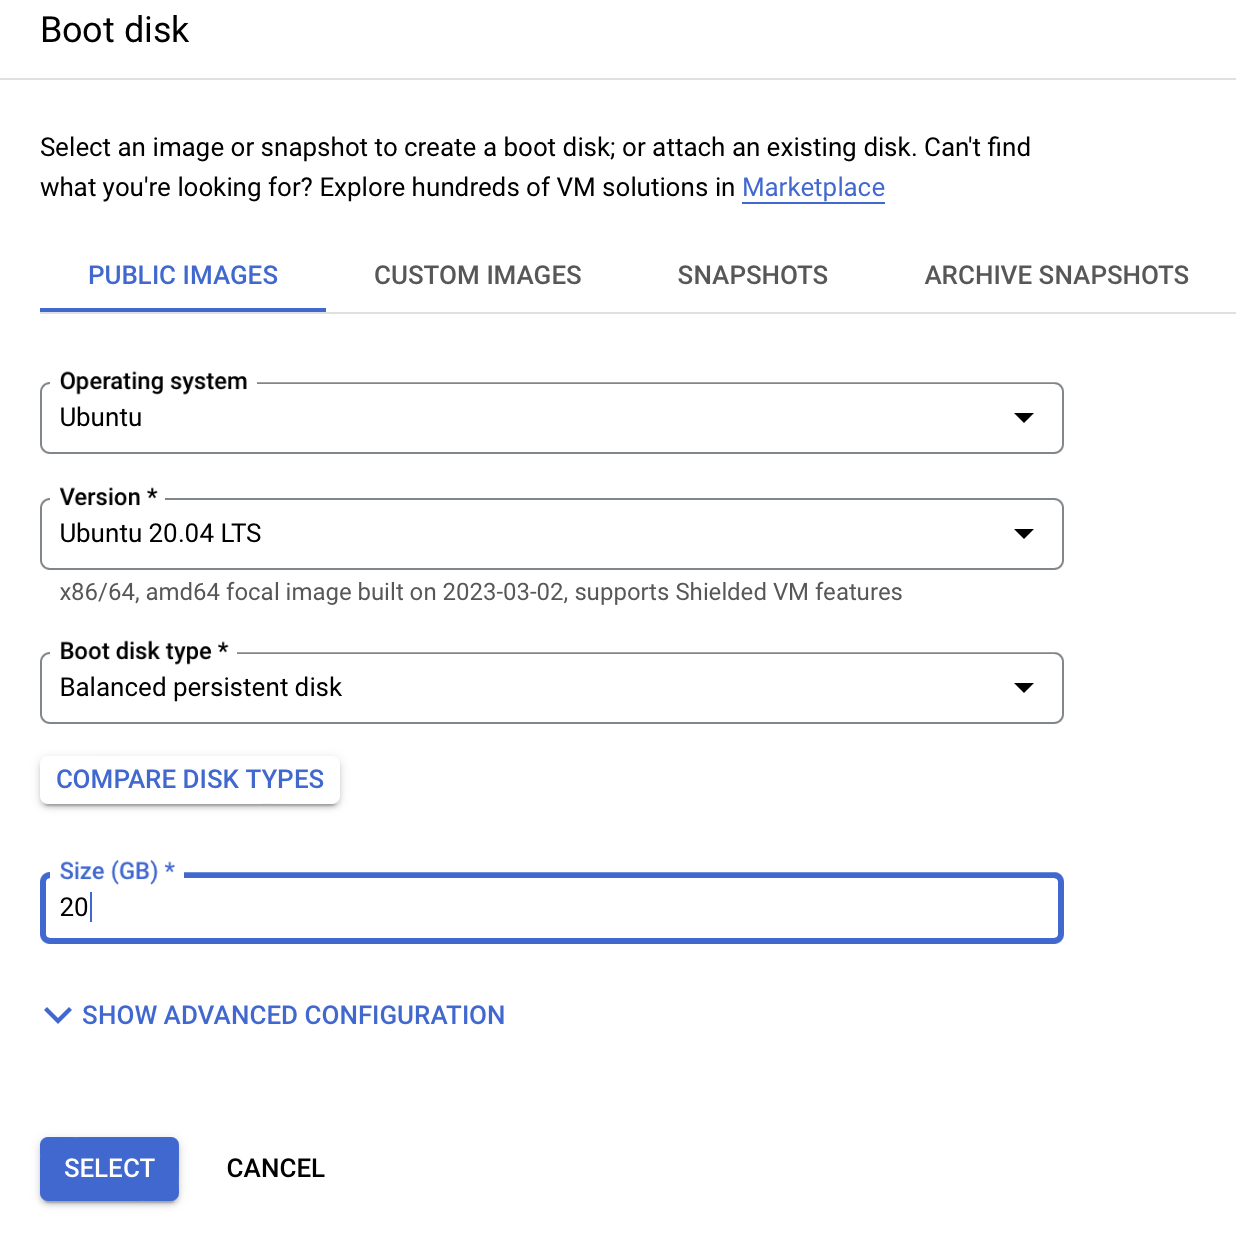 Boot disk
Select an image or snapshot to create a boot disk; or attach an existing disk. Can't find
what you're looking for? Explore hundreds of VM solutions in Marketplace
PUBLIC IMAGES CUSTOM IMAGES SNAPSHOTS ARCHIVE SNAPSHOTS
Operating system
Ubuntu
Version *
Ubuntu 20.04 LTS
x86/64, amd64 focal image built on 2023-03-02, supports Shielded VM features
Boot disk type *
Balanced persistent disk
COMPARE DISK TYPES
Size (GB) *
20
SHOW ADVANCED CONFIGURATION
SELECT CANCEL